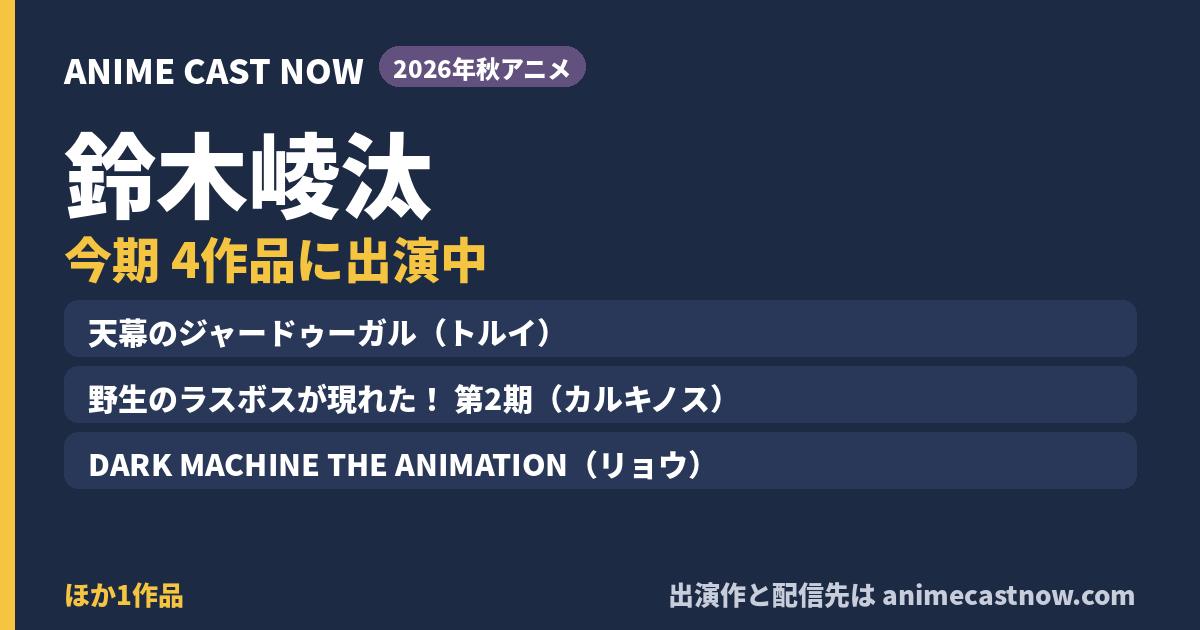 ANIME CAST NOW 2026年秋アニメ
鈴木崚汰
今期 4作品に出演中
天幕のジャードゥーガル（トルイ）
野生のラスボスが現れた！ 第2期（カルキノス）
DARK MACHINE THE ANIMATION（リョウ）
ほか1作品
出演作と配信先は animecastnow.com